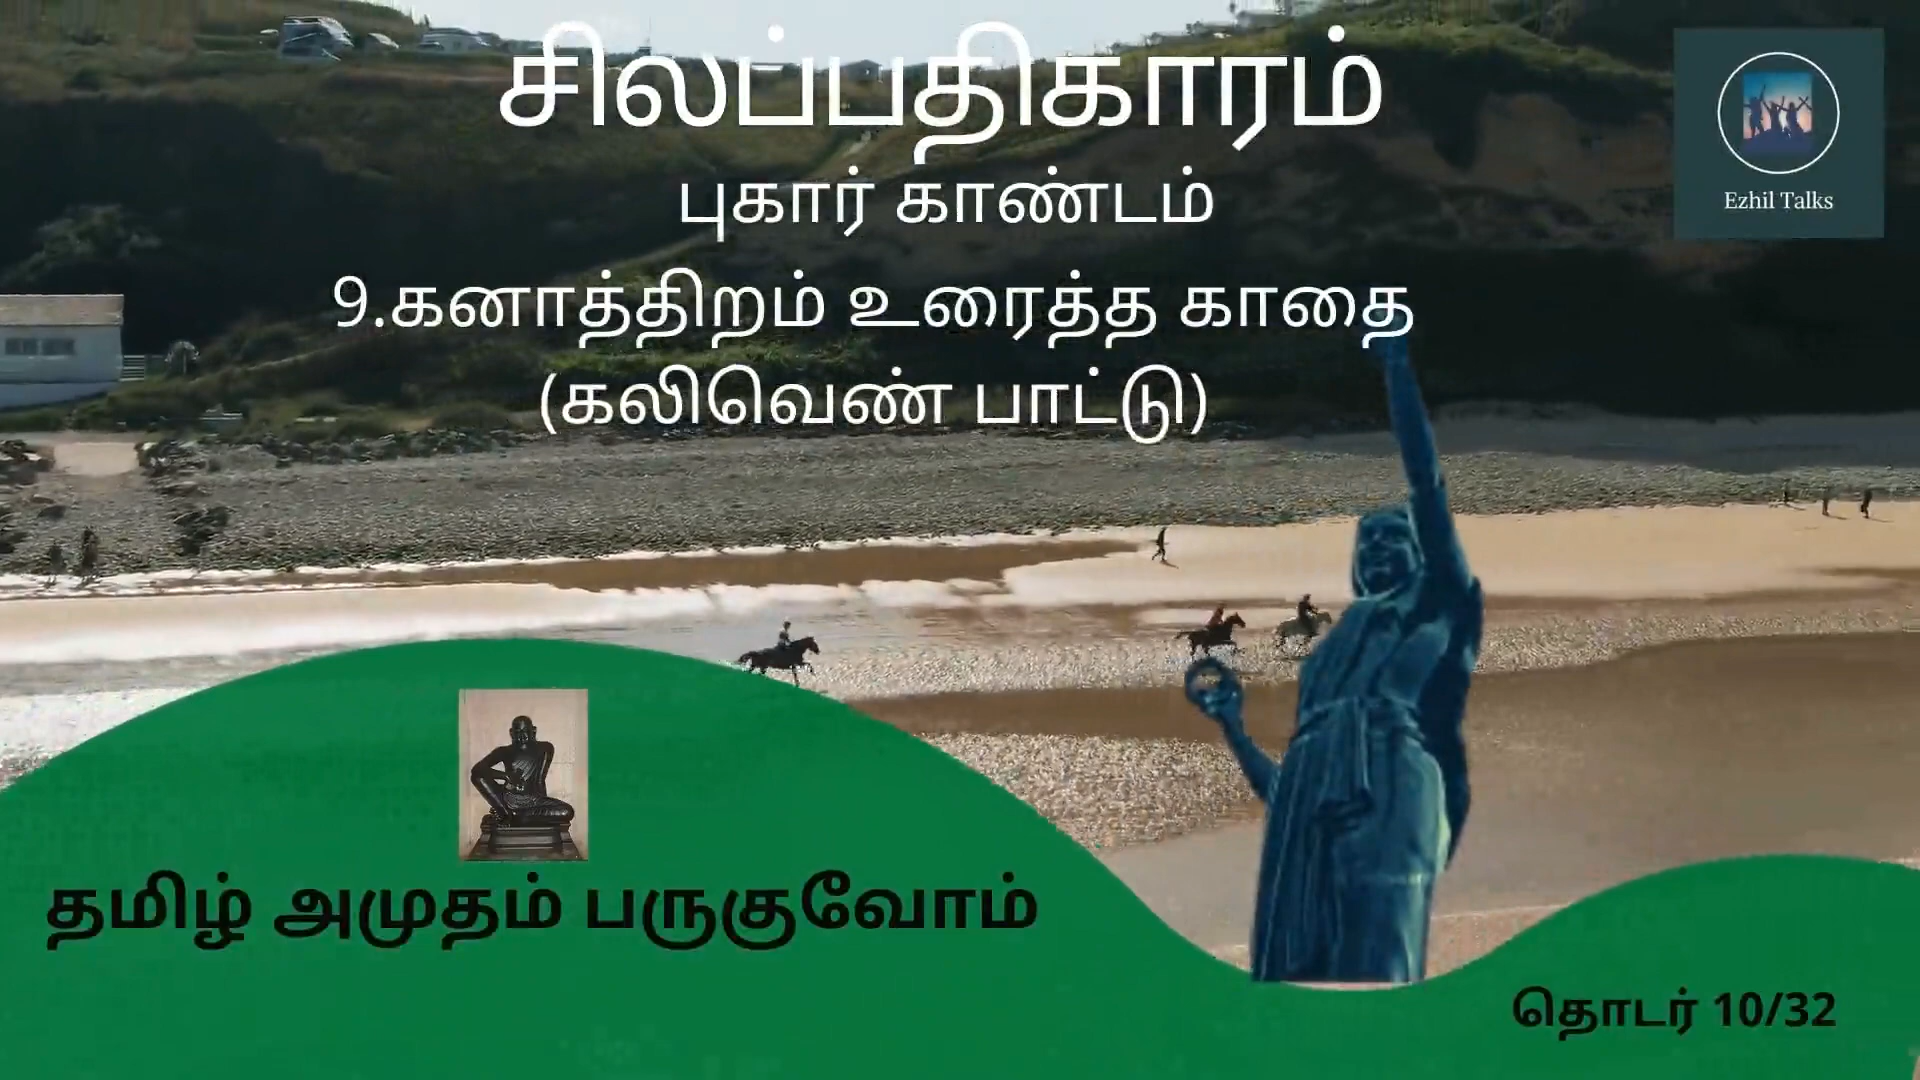 சிலப்பதிகாரம்
புகார் காண்டம்
Ezhil Talks
9.கனாத்திறம் உரைத்த காதை
(கலிவெண் பாட்டு)
தமிழ் அமுதம் பருகுவோம்
தொடர் 10/32